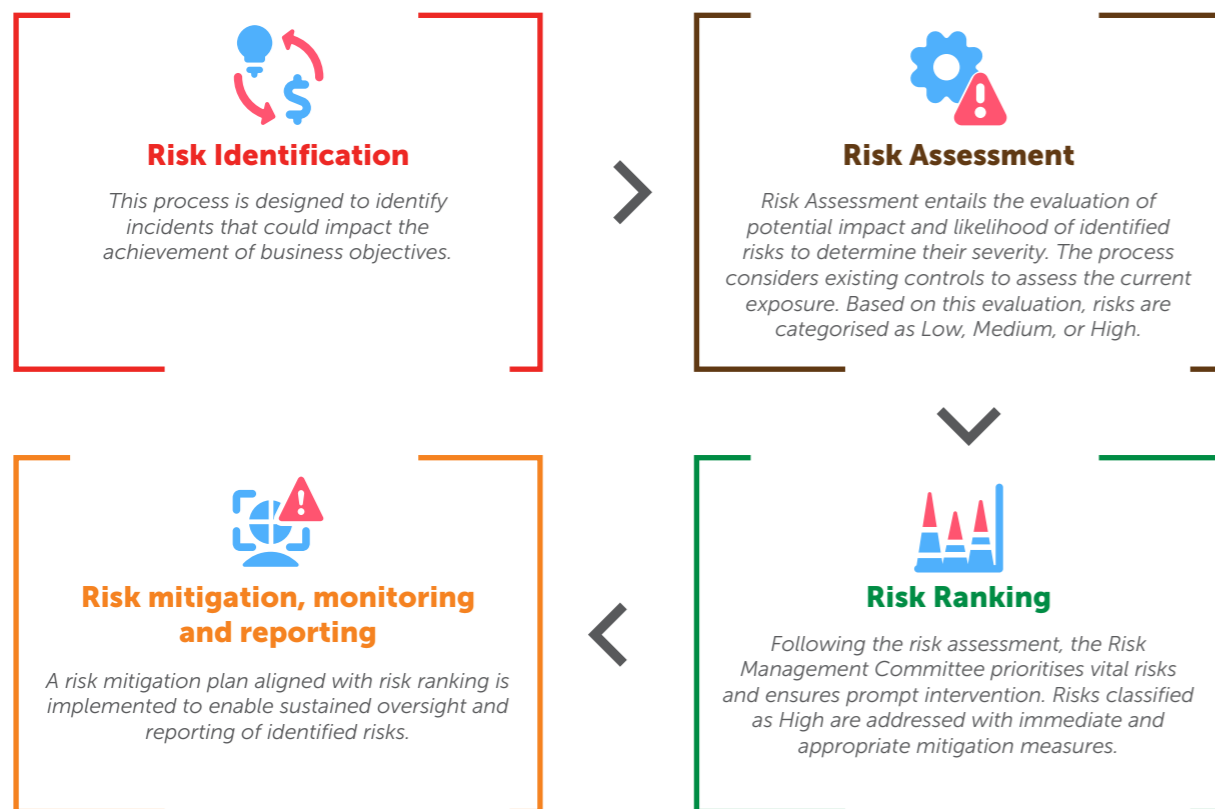 Risk Identification
This process is designed to identify
incidents that could impact the
achievement of business objectives.
Risk Assessment
Risk Assessment entails the evaluation of
potential impact and likelihood of identified
risks to determine their severity. The process
considers existing controls to assess the current
exposure. Based on this evaluation, risks are
categorised as Low, Medium, or High.
Risk Ranking
Following the risk assessment, the Risk
Management Committee prioritises vital risks
and ensures prompt intervention. Risks classified
as High are addressed with immediate and
appropriate mitigation measures.
Risk mitigation, monitoring
and reporting
A risk mitigation plan aligned with risk ranking is
implemented to enable sustained oversight and
reporting of identified risks.